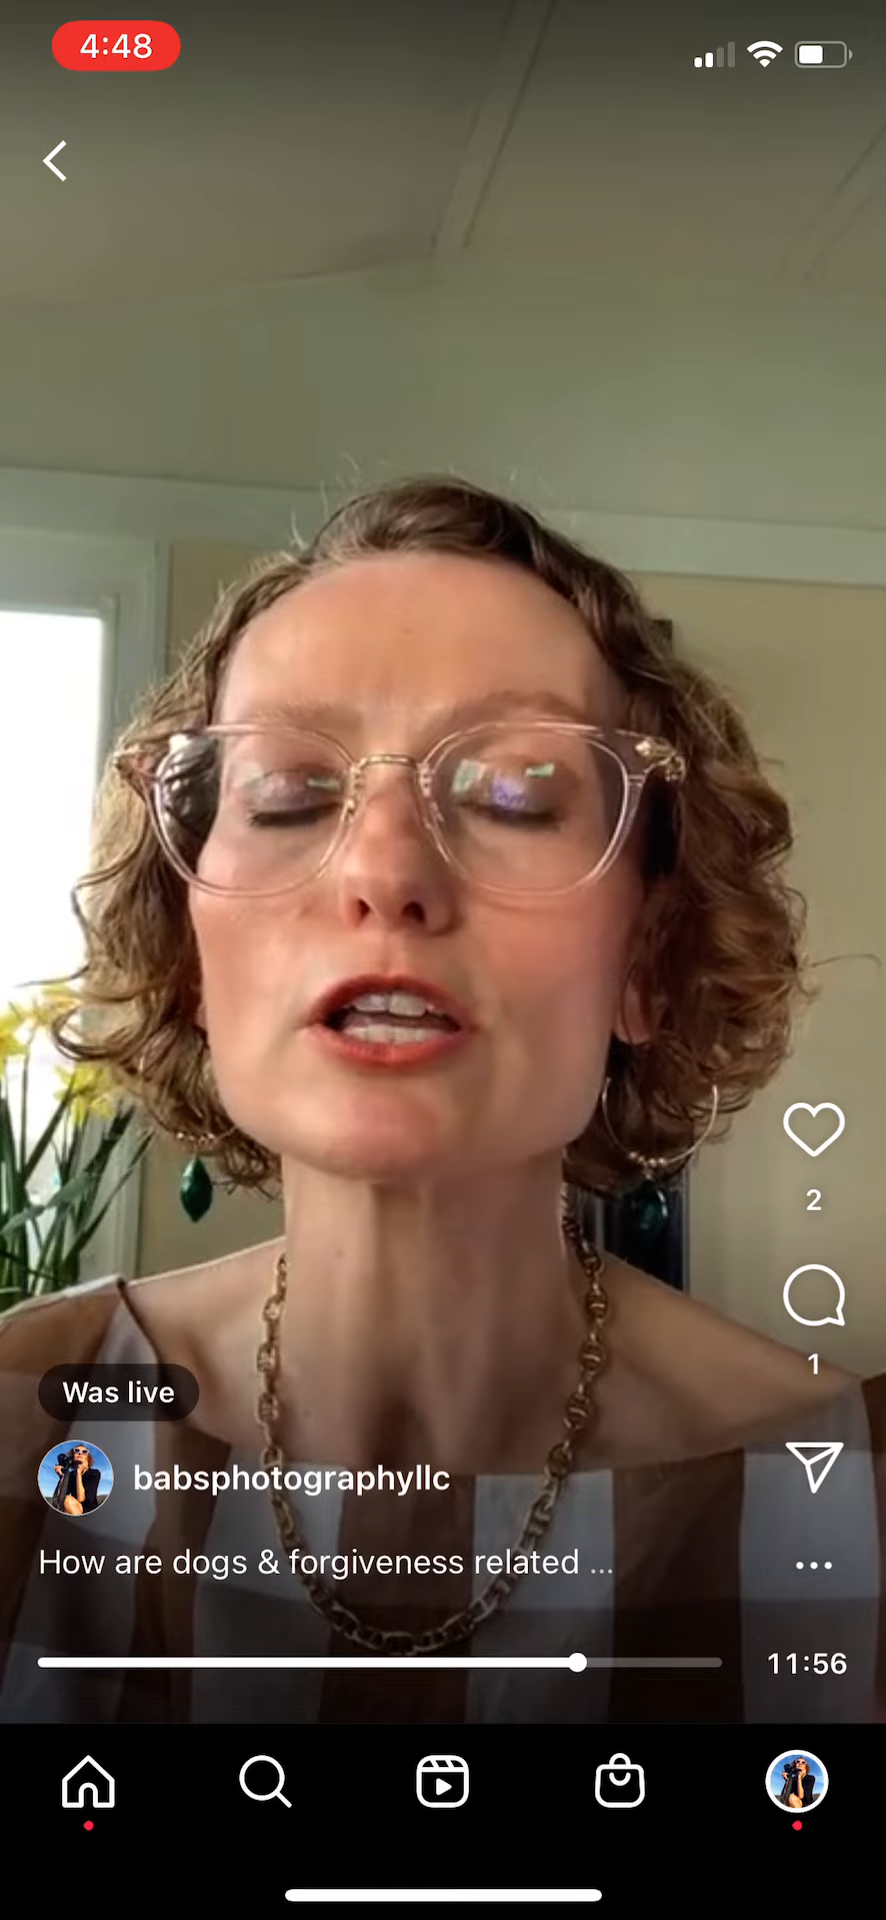 4:48
2
1
Was live
babsphotographyllc
How are dogs & forgiveness related ...
11:56